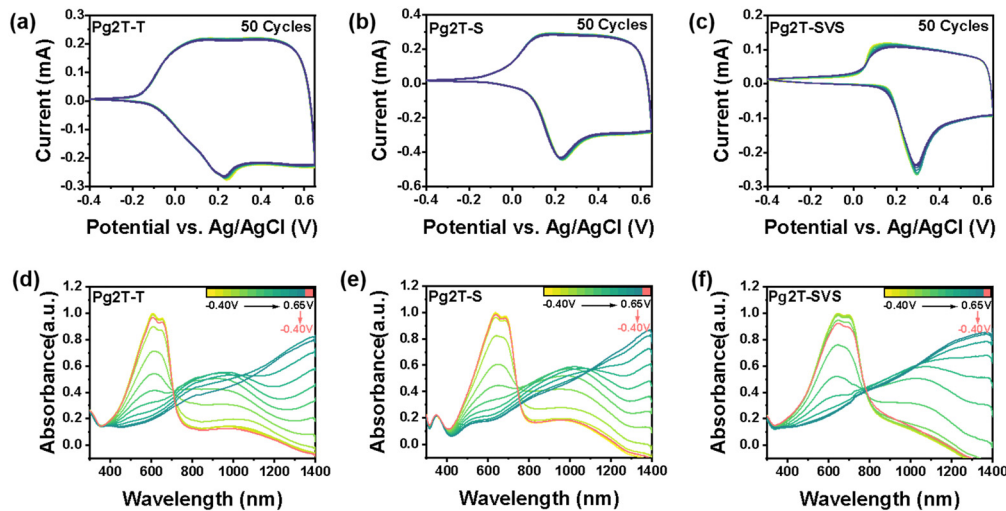 (a)
Pg2T-T
50 Cycles
0.3
0.2
0.1
0.0
-0.1
-0.2
-0.3
Current (mA)
-0.4 -0.2 0.0 0.2 0.4 0.6
Potential vs. Ag/AgCl (V)
(b)
Pg2T-S
50 Cycles
0.4
0.2
0.0
-0.2
-0.4
-0.6
Current (mA)
-0.4 -0.2 0.0 0.2 0.4 0.6
Potential vs. Ag/AgCl (V)
(c)
Pg2T-SVS
50 Cycles
0.2
0.1
0.0
-0.1
-0.2
-0.3
Current (mA)
-0.4 -0.2 0.0 0.2 0.4 0.6
Potential vs. Ag/AgCl (V)
(d)
Pg2T-T
-0.40V 0.65V
-0.40V
1.2
1.0
0.8
0.6
0.4
0.2
0.0
Absorbance(a.u.)
400 600 800 1000 1200 1400
Wavelength (nm)
(e)
Pg2T-S
-0.40V 0.65V
-0.40V
1.2
1.0
0.8
0.6
0.4
0.2
0.0
Absorbance(a.u.)
400 600 800 1000 1200 1400
Wavelength (nm)
(f)
Pg2T-SVS
-0.40V 0.65V
-0.40V
1.2
1.0
0.8
0.6
0.4
0.2
0.0
Absorbance(a.u.)
400 600 800 1000 1200 1400
Wavelength (nm)